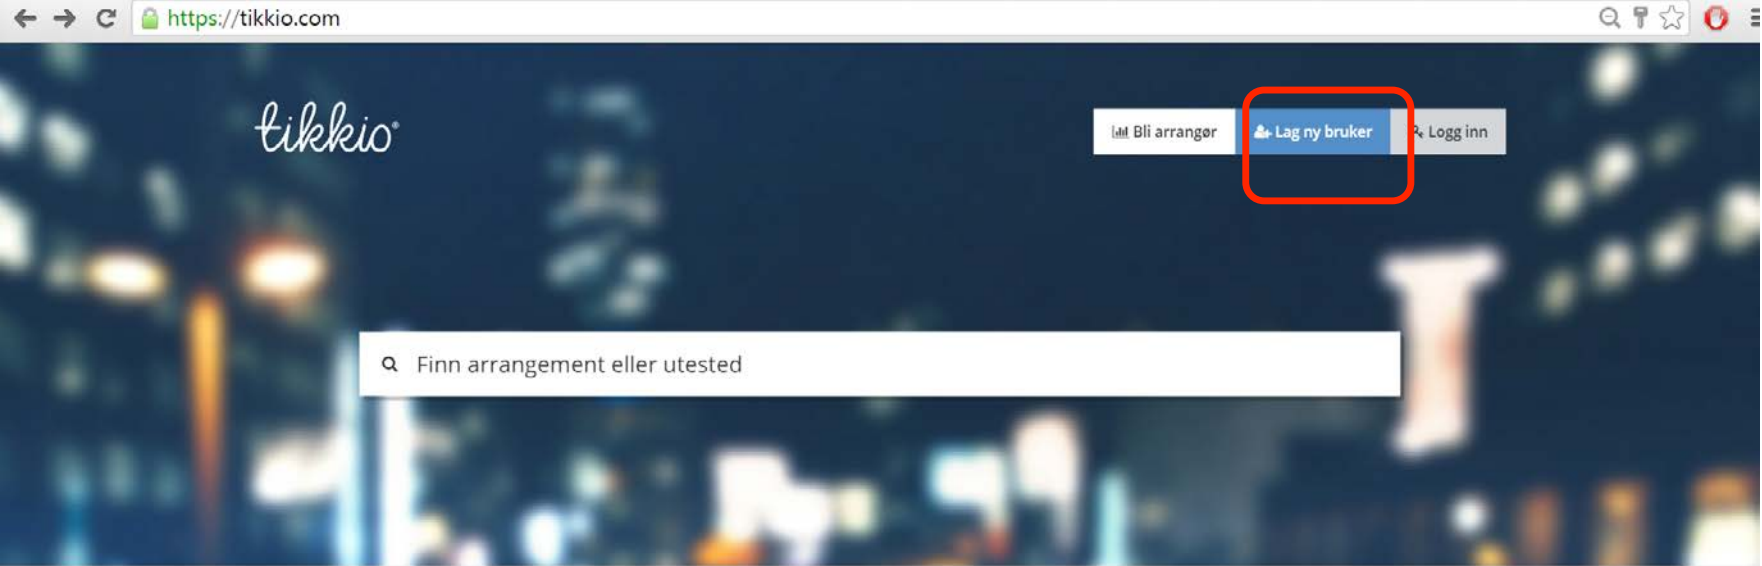 https://tikkio.com
tikkio
Bli arrangør
Lag ny bruker
Logg inn
Finn arrangement eller utested